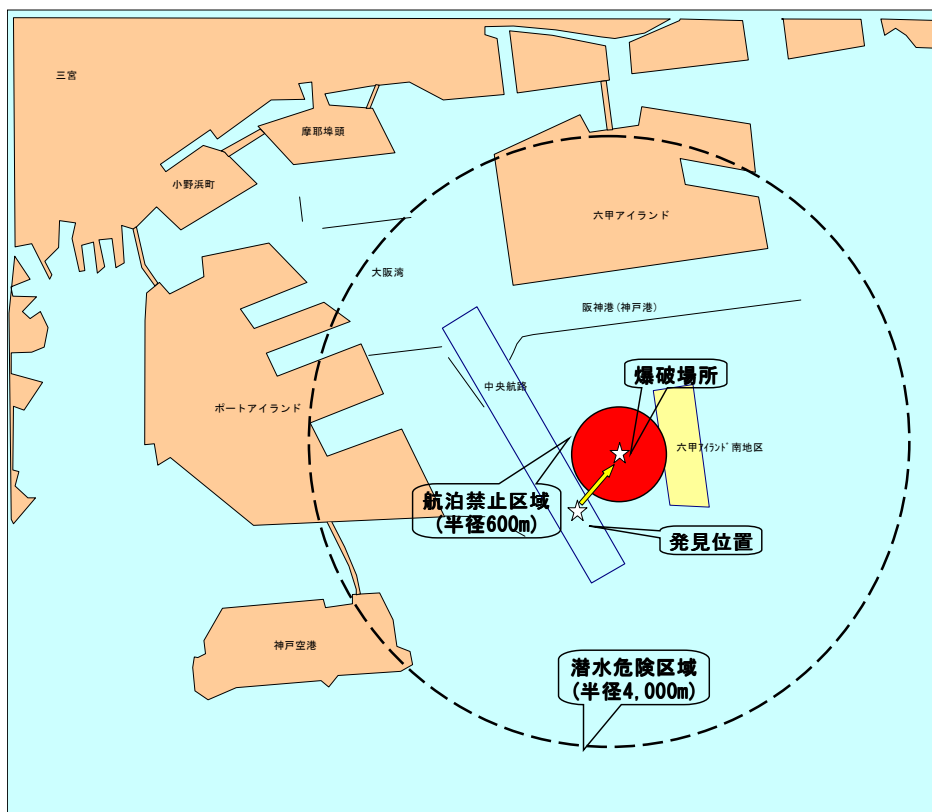 三宮
摩耶埠頭
小野浜町
六甲アイランド
大阪湾
阪神港(神戸港)
爆破場所
中央航路
ポートアイランド
六甲ｱｲﾗﾝﾄﾞ南地区
航泊禁止区域
(半径600m)
発見位置
神戸空港
潜水危険区域
(半径4,000m)